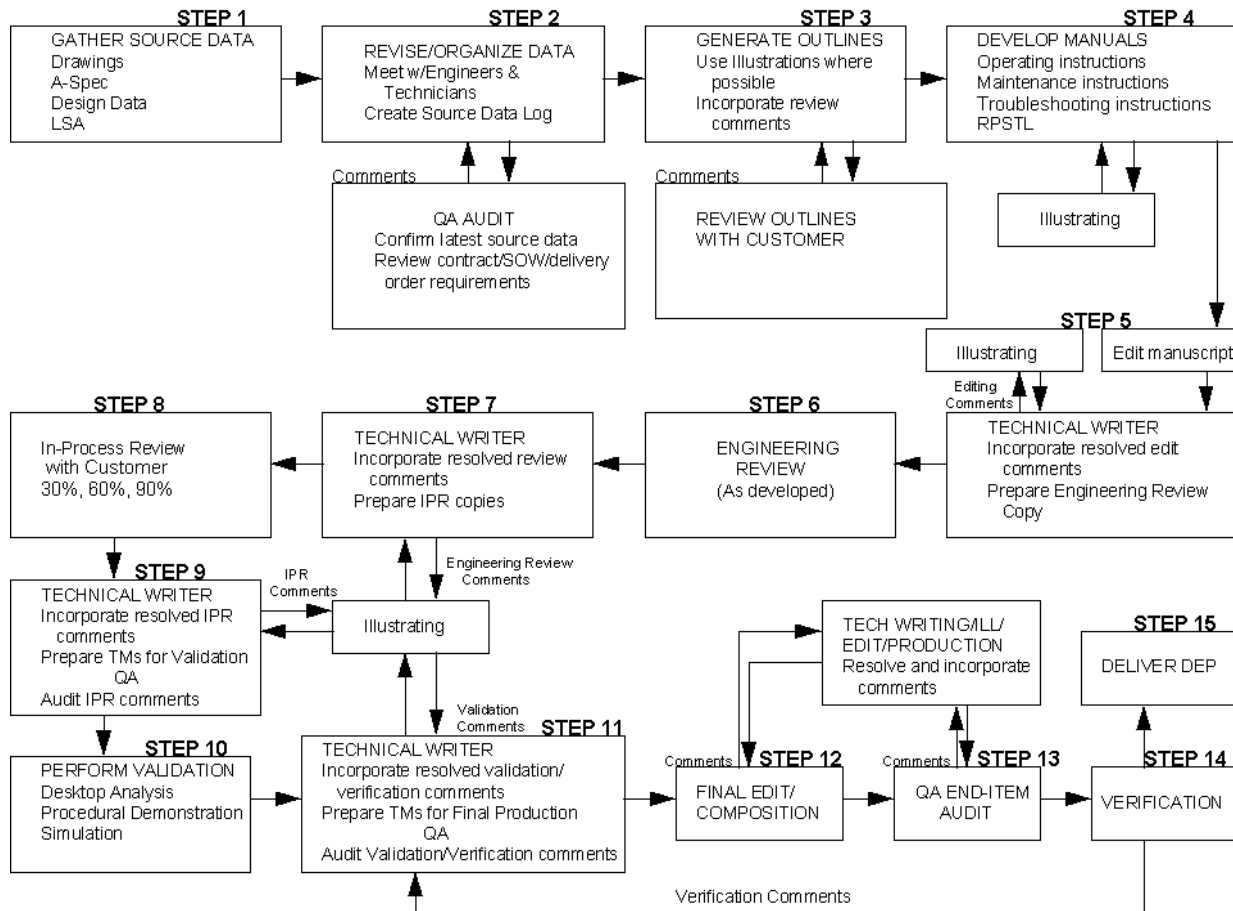 STEP 1
GATHER SOURCE DATA
Drawings
A-Spec
Design Data
LSA
STEP 2
REVISE/ORGANIZE DATA
Meet w/Engineers &
Technicians
Create Source Data Log
STEP 3
GENERATE OUTLINES
Use Illustrations where
possible
Incorporate review
comments
STEP 4
DEVELOP MANUALS
Operating instructions
Maintenance instructions
Troubleshooting instructions
RPSTL
Comments
QA AUDIT
Confirm latest source data
Review contract/SOW/delivery
order requirements
Comments
REVIEW OUTLINES
WITH CUSTOMER
Illustrating
STEP 5
Illustrating
Edit manuscript
Editing
Comments
TECHNICAL WRITER
Incorporate resolved edit
comments
Prepare Engineering Review
Copy
STEP 6
ENGINEERING
REVIEW
(As developed)
STEP 7
TECHNICAL WRITER
Incorporate resolved review
comments
Prepare IPR copies
STEP 8
In-Process Review
with Customer
30%, 60%, 90%
Engineering Review
Comments
STEP 9
TECHNICAL WRITER
Incorporate resolved IPR
comments
Prepare TMs for Validation
QA
Audit IPR comments
IPR
Comments
Illustrating
Validation
Comments
STEP 10
PERFORM VALIDATION
Desktop Analysis
Procedural Demonstration
Simulation
STEP 11
TECHNICAL WRITER
Incorporate resolved validation/
verification comments
Prepare TMs for Final Production
QA
Audit Validation/Verification comments
TECH WRITING/ILL/
EDIT/PRODUCTION
Resolve and incorporate
comments
Comments
STEP 12
FINAL EDIT/
COMPOSITION
Comments
STEP 13
QA END-ITEM
AUDIT
STEP 14
VERIFICATION
STEP 15
DELIVER DEP
Verification Comments